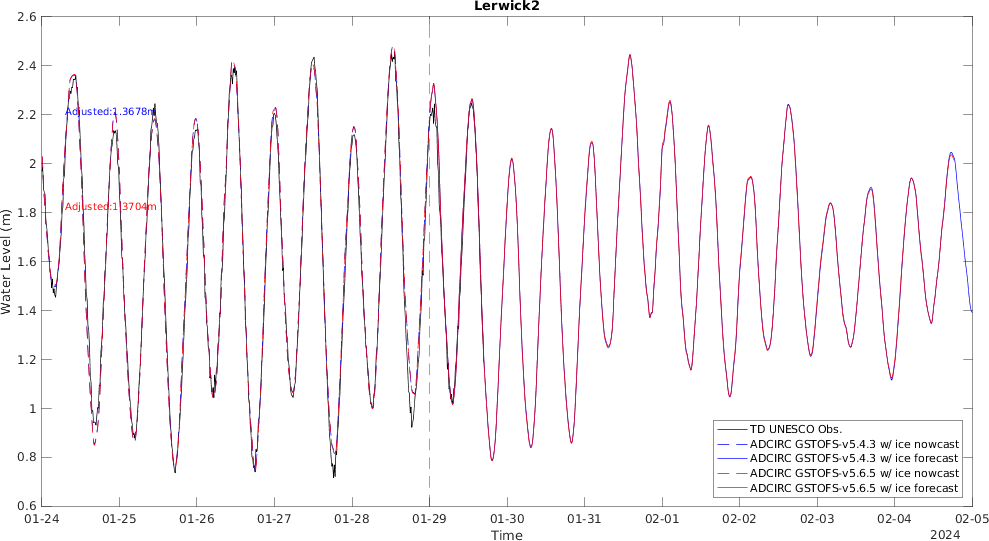 Lerwick2
2.6
2.4
2.2
2
1.8
1.6
1.4
1.2
1
0.8
0.6
Water Level (m)
Adjusted:1.3678m
Adjusted:1.3704m
TD UNESCO Obs.
ADCIRC GSTOFS-v5.4.3 w/ ice nowcast
ADCIRC GSTOFS-v5.4.3 w/ ice forecast
ADCIRC GSTOFS-v5.6.5 w/ ice nowcast
ADCIRC GSTOFS-v5.6.5 w/ ice forecast
01-24 01-25 01-26 01-27 01-28 01-29 01-30 01-31 02-01 02-02 02-03 02-04 02-05
Time
2024